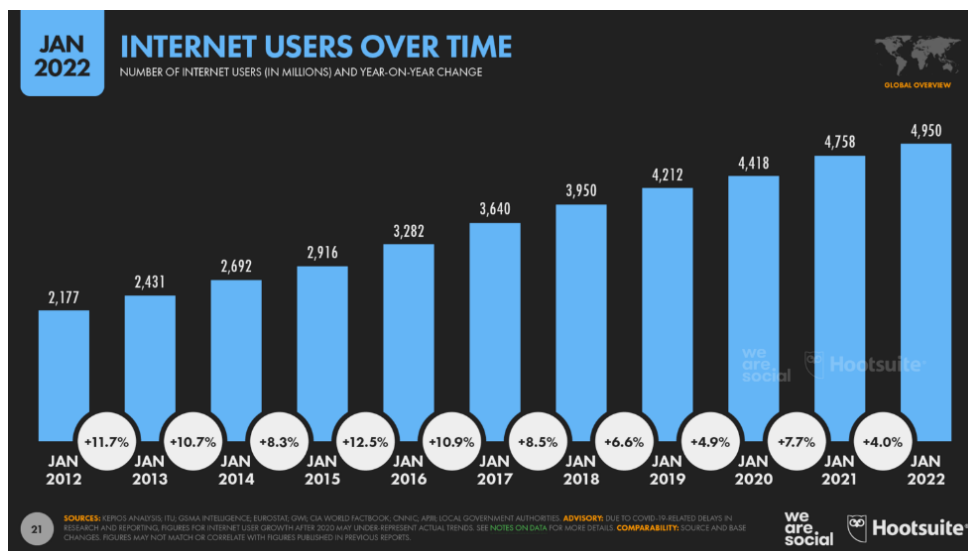 JAN
2022
INTERNET USERS OVER TIME
NUMBER OF INTERNET USERS (IN MILLIONS) AND YEAR-ON-YEAR CHANGE
GLOBAL OVERVIEW
2,177
2,431
2,692
2,916
3,282
3,640
3,950
4,212
4,418
4,758
4,950
we
are
social
Hootsuite
+11.7%
+10.7%
+8.3%
+12.5%
+10.9%
+8.5%
+6.6%
+4.9%
+7.7%
+4.0%
JAN
2012
JAN
2013
JAN
2014
JAN
2015
JAN
2016
JAN
2017
JAN
2018
JAN
2019
JAN
2020
JAN
2021
JAN
2022
21
SOURCES: KEPIOS ANALYSIS; ITU; GSMA INTELLIGENCE; EUROSTAT; GWI; CIA WORLD FACTBOOK; CNNIC; APJII; LOCAL GOVERNMENT AUTHORITIES. ADVISORY: DUE TO COVID-19-RELATED DELAYS IN
RESEARCH AND REPORTING, FIGURES FOR INTERNET USER GROWTH AFTER 2020 MAY UNDER-REPRESENT ACTUAL TRENDS. SEE NOTES ON DATA FOR MORE DETAILS. COMPARABILITY: SOURCE AND BASE
CHANGES. FIGURES MAY NOT MATCH OR CORRELATE WITH FIGURES PUBLISHED IN PREVIOUS REPORTS.
we
are
social
Hootsuite